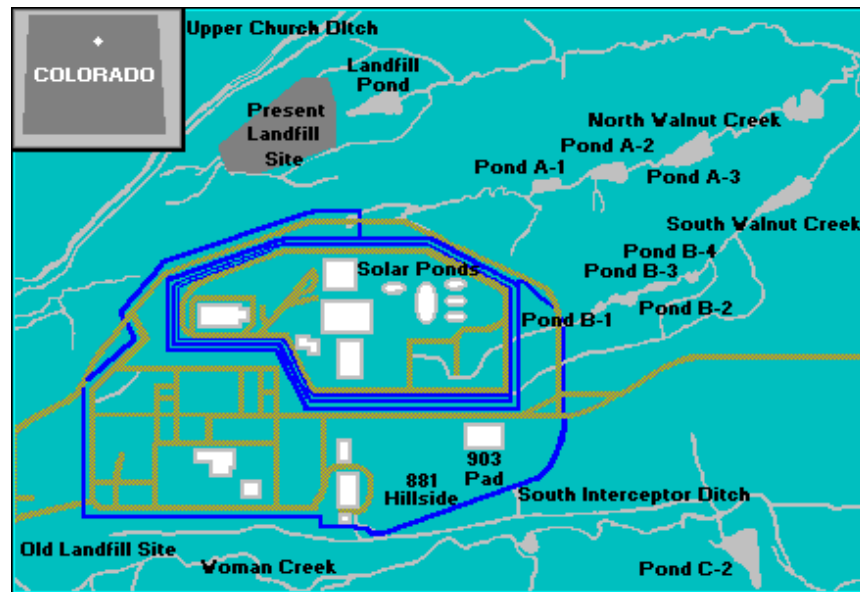 Upper Church Ditch
COLORADO
Landfill
Pond
Present
Landfill
Site
North Walnut Creek
Pond A-2
Pond A-1
Pond A-3
South Walnut Creek
Pond B-4
Solar Ponds
Pond B-3
Pond B-2
Pond B-1
903
Pad
881
Hillside
South Interceptor Ditch
Old Landfill Site
Woman Creek
Pond C-2